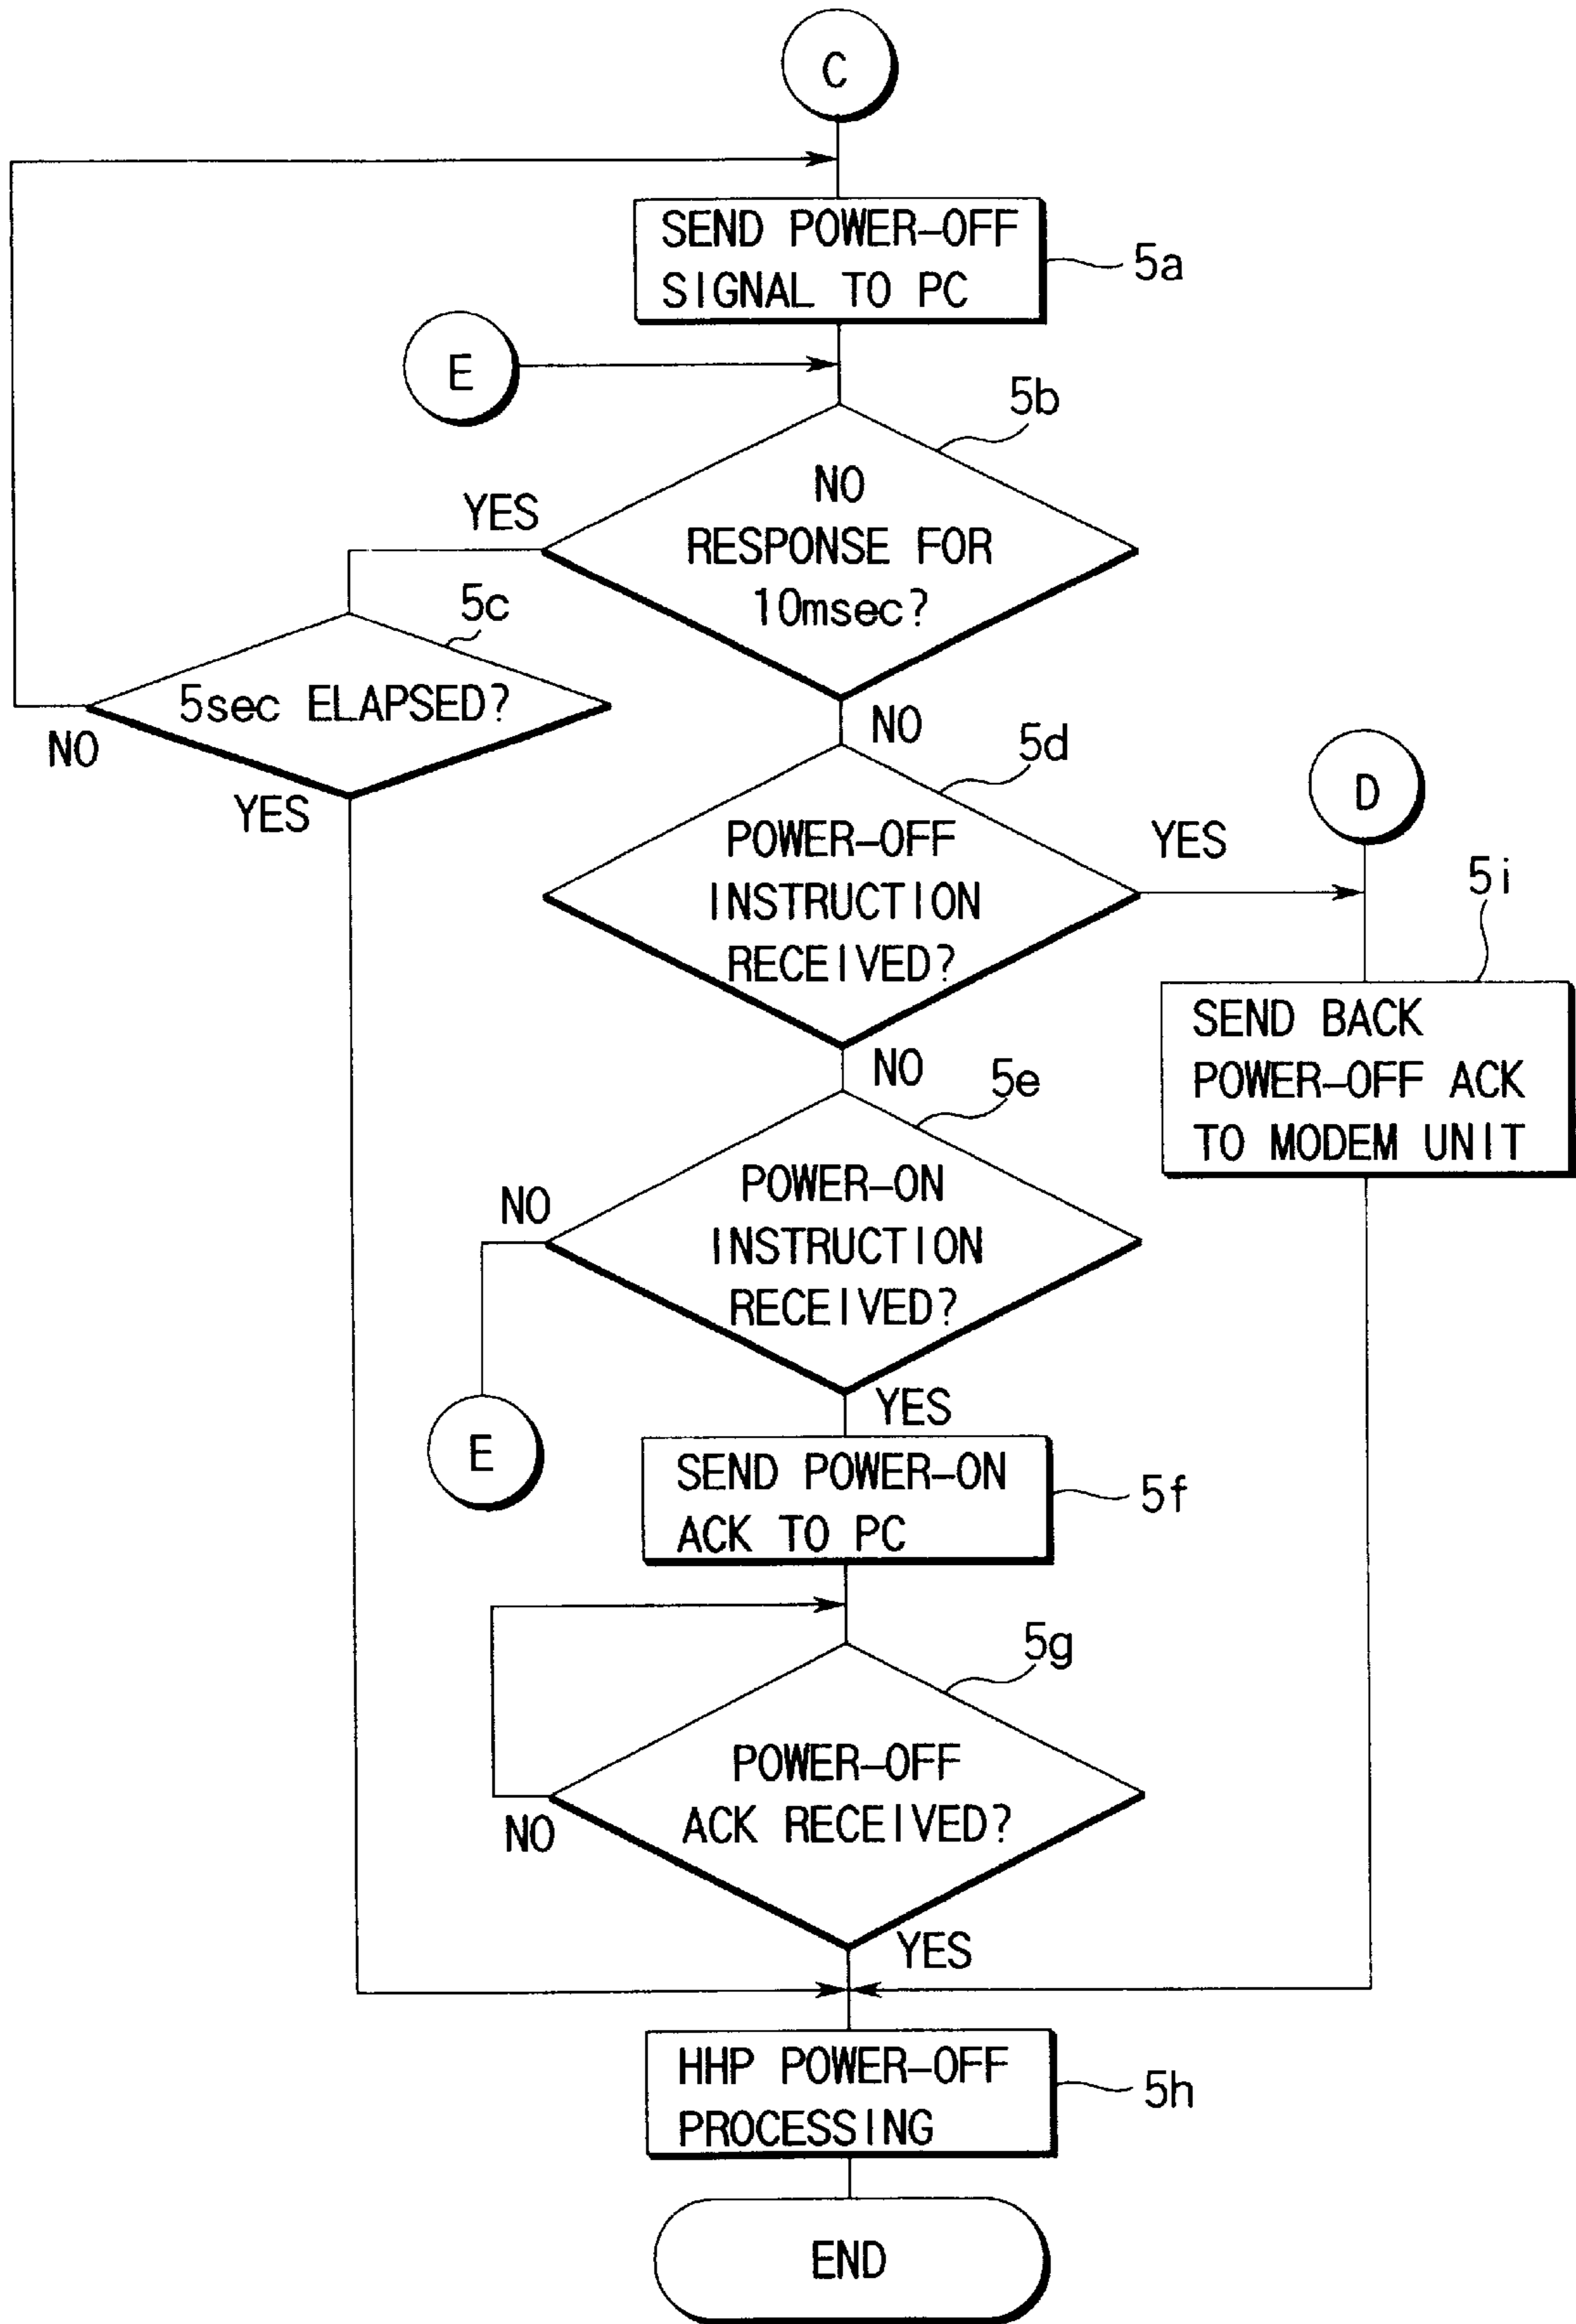 C
SEND POWER-OFF
SIGNAL TO PC
5a
E
5b
NO
RESPONSE FOR
10msec?
YES
5c
5sec ELAPSED?
NO
YES
NO
5d
POWER-OFF
INSTRUCTION
RECEIVED?
YES
D
5i
SEND BACK
POWER-OFF ACK
TO MODEM UNIT
NO
5e
POWER-ON
INSTRUCTION
RECEIVED?
NO
E
YES
SEND POWER-ON
ACK TO PC
5f
5g
POWER-OFF
ACK RECEIVED?
NO
YES
HHP POWER-OFF
PROCESSING
5h
END